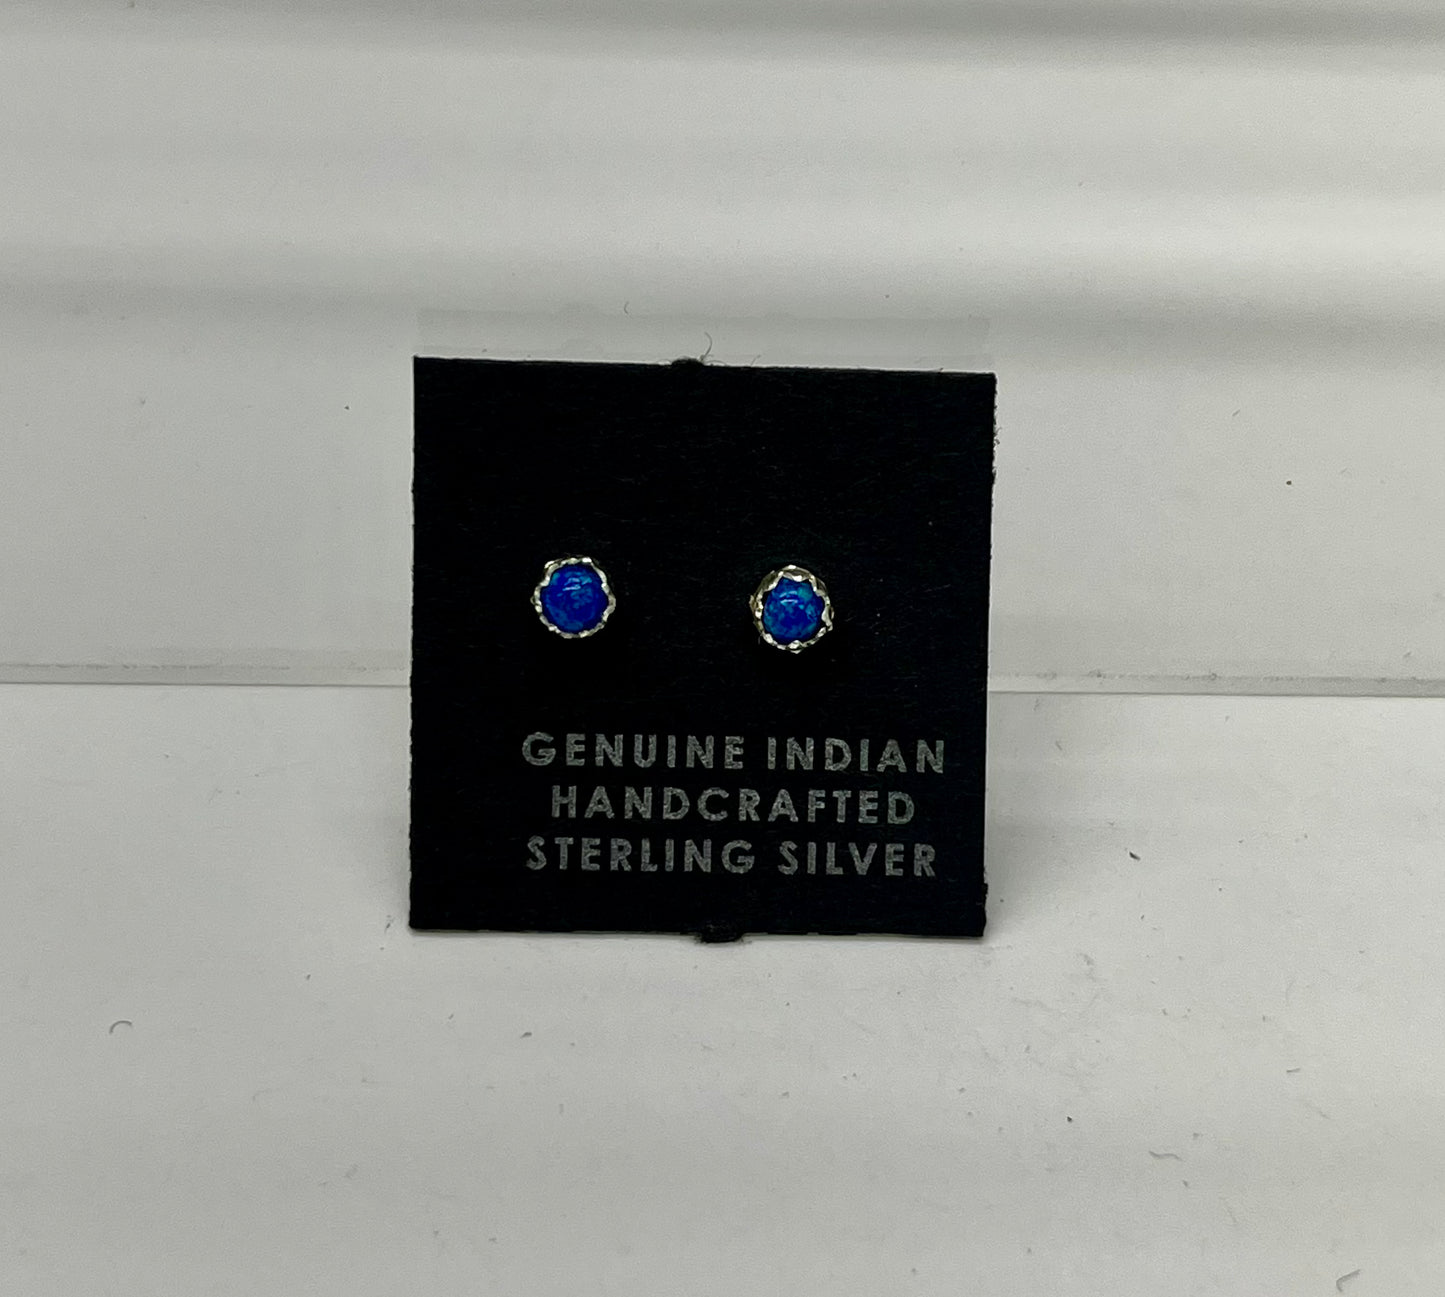 GENUINE INDIAN
HANDCRAFTED
STERLING SILVER